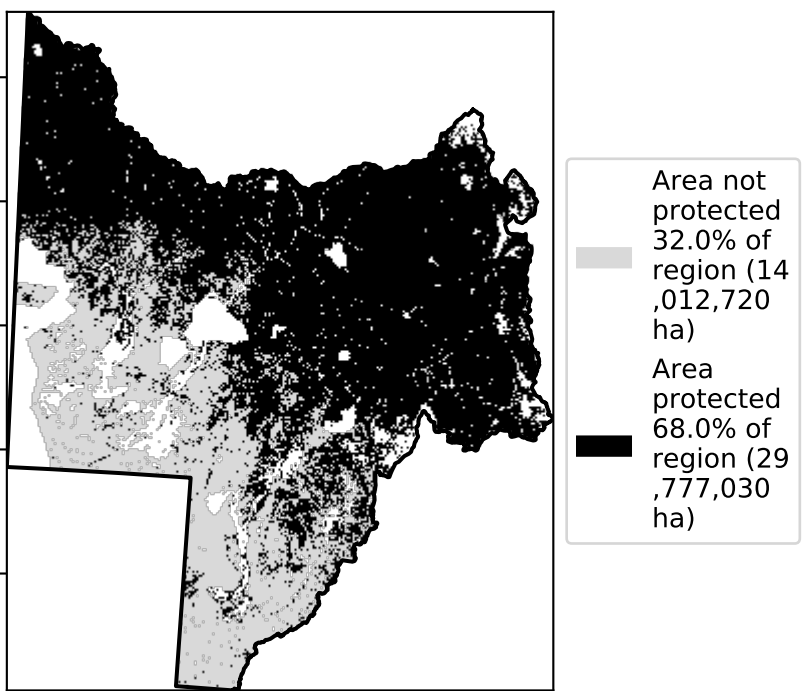 Area not
protected
32.0% of
region (14
,012,720
ha)
Area
protected
68.0% of
region (29
,777,030
ha)